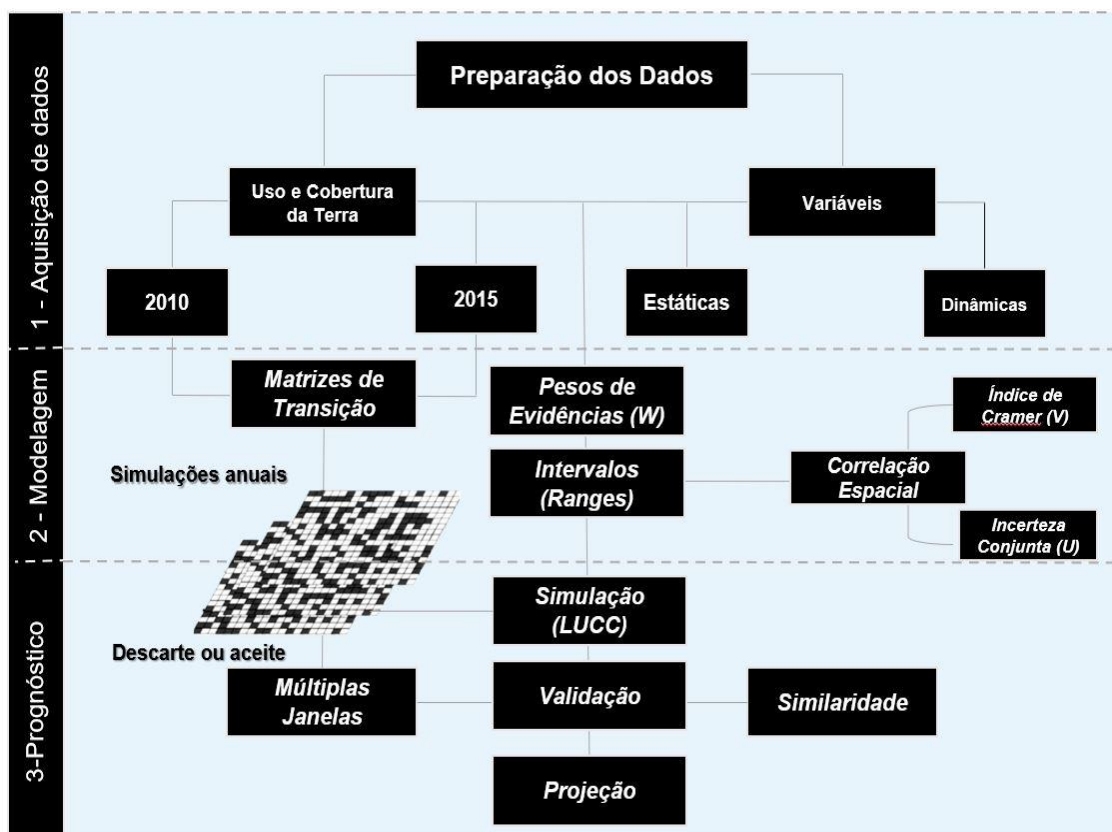 1 - Aquisição de dados
Preparação dos Dados
Uso e Cobertura
da Terra
Variáveis
2010
2015
Estáticas
Dinâmicas
2 - Modelagem
Matrizes de
Transição
Pesos de
Evidências (W)
Índice de
Cramer (V)
Simulações anuais
Intervalos
(Ranges)
Correlação
Espacial
Incerteza
Conjunta (U)
3-Prognóstico
Simulação
(LUCC)
Descarte ou aceite
Múltiplas
Janelas
Validação
Similaridade
Projeção